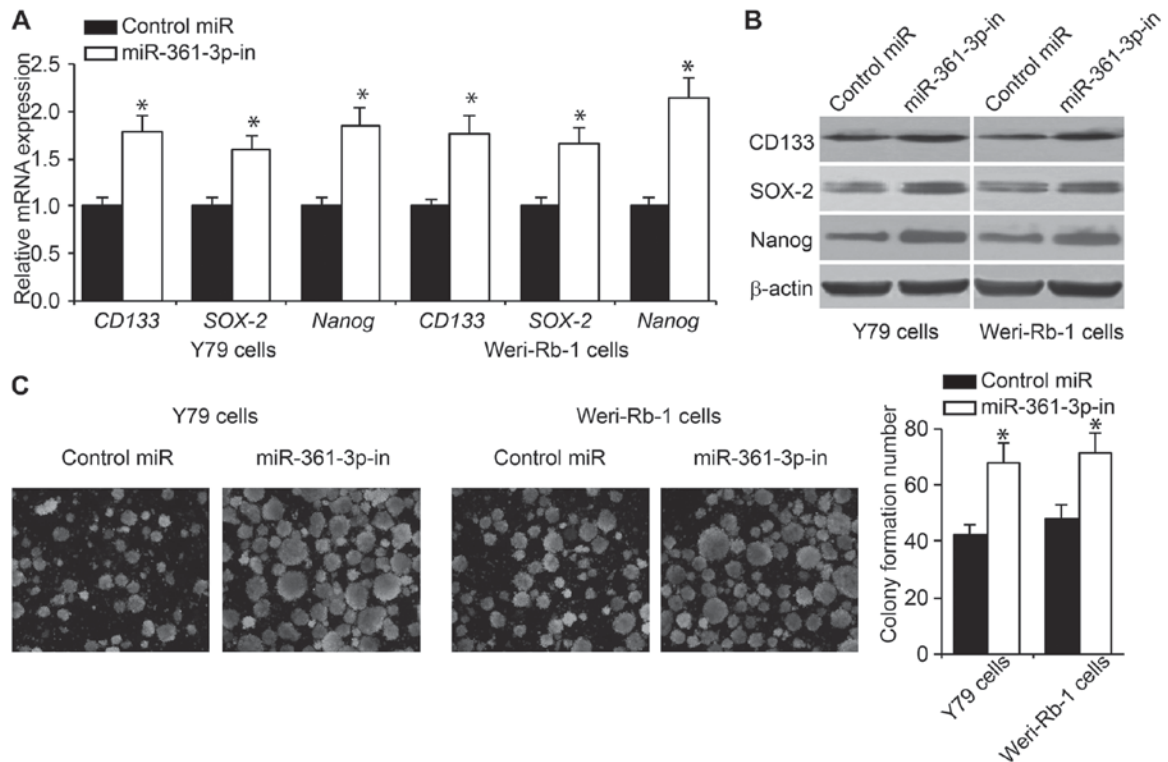 A
Control miR
miR-361-3p-in
Relative mRNA expression
2.5
2.0
1.5
1.0
0.5
0.0
* * * * * *
CD133 SOX-2 Nanog CD133 SOX-2 Nanog
Y79 cells Weri-Rb-1 cells
B
Control miR miR-361-3p-in Control miR miR-361-3p-in
CD133
SOX-2
Nanog
β-actin
Y79 cells Weri-Rb-1 cells
C
Y79 cells Weri-Rb-1 cells
Control miR miR-361-3p-in Control miR miR-361-3p-in
Control miR
miR-361-3p-in
Colony formation number
80
60
40
20
0
* *
Y79 cells
Weri-Rb-1 cells